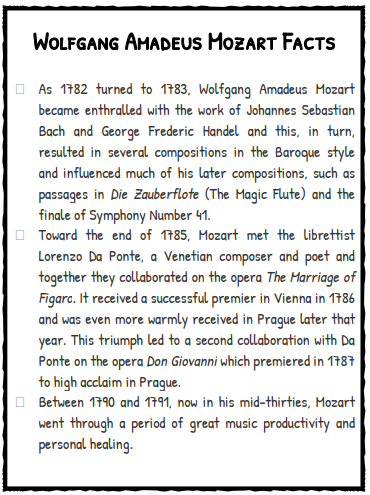 Wolfgang Amadeus Mozart Facts
As 1782 turned to 1783, Wolfgang Amadeus Mozart
became enthralled with the work of Johannes Sebastian
Bach and George Frederic Handel and this, in turn,
resulted in several compositions in the Baroque style
and influenced much of his later compositions, such as
passages in Die Zauberflote (The Magic Flute) and the
finale of Symphony Number 41.
Toward the end of 1785, Mozart met the librettist
Lorenzo Da Ponte, a Venetian composer and poet and
together they collaborated on the opera The Marriage of
Figaro. It received a successful premier in Vienna in 1786
and was even more warmly received in Prague later that
year. This triumph led to a second collaboration with Da
Ponte on the opera Don Giovanni which premiered in 1787
to high acclaim in Prague.
Between 1790 and 1791, now in his mid-thirties, Mozart
went through a period of great music productivity and
personal healing.